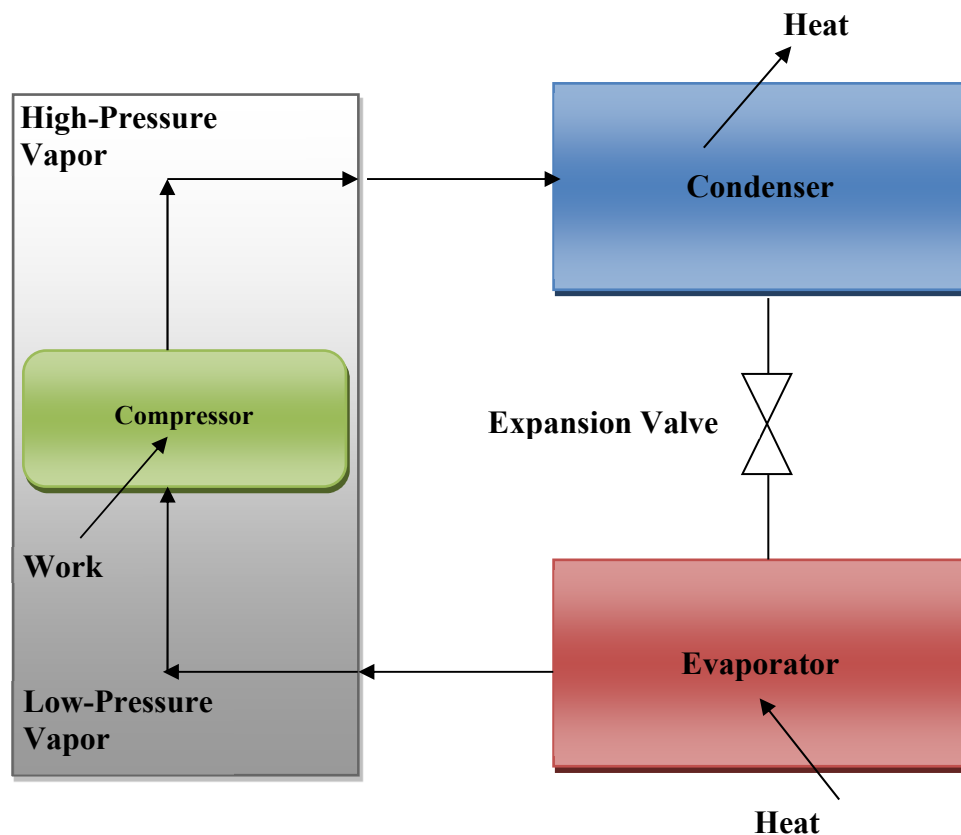 Heat
High-Pressure
Vapor
Condenser
Compressor
Expansion Valve
Work
Evaporator
Low-Pressure
Vapor
Heat